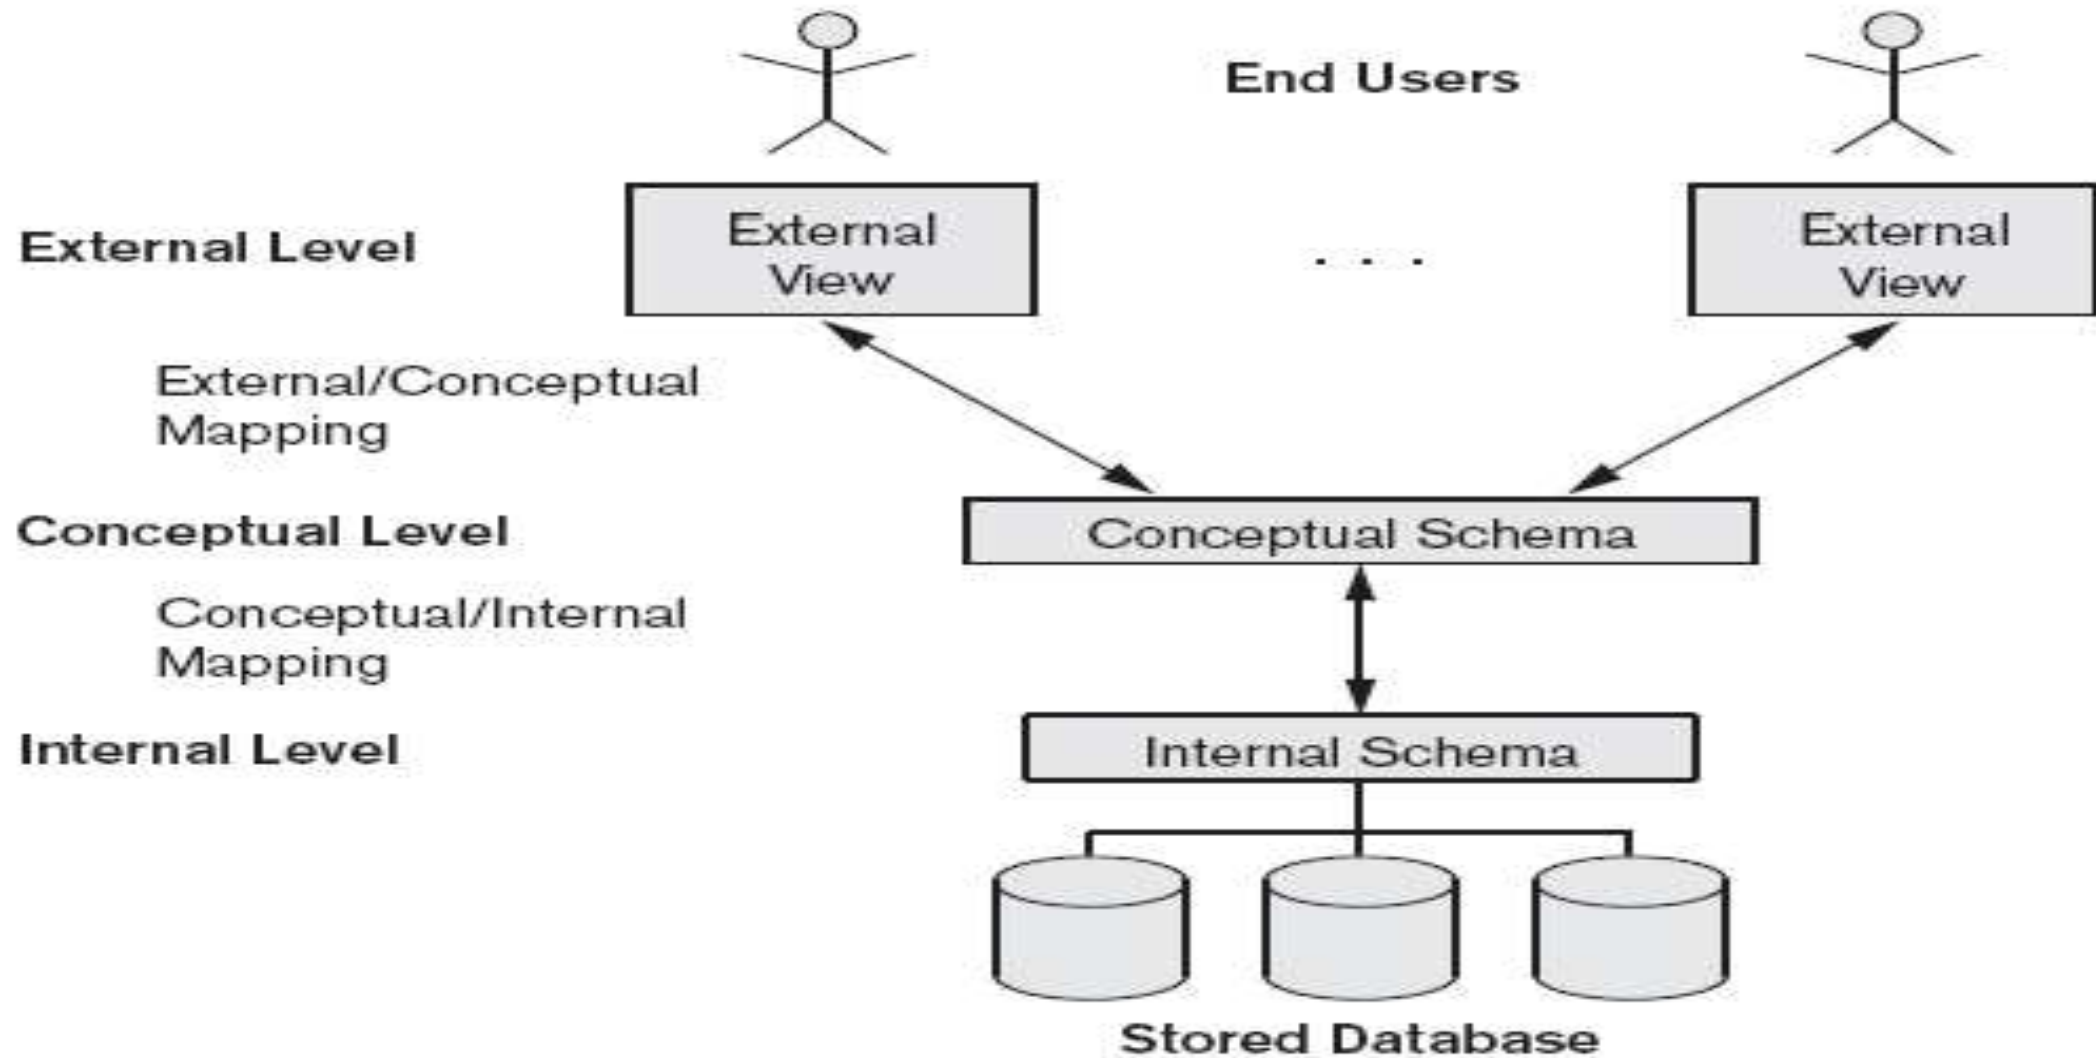 End Users
External Level
External
View
. . .
External
View
External/Conceptual
Mapping
Conceptual Level
Conceptual Schema
Conceptual/Internal
Mapping
Internal Level
Internal Schema
Stored Database